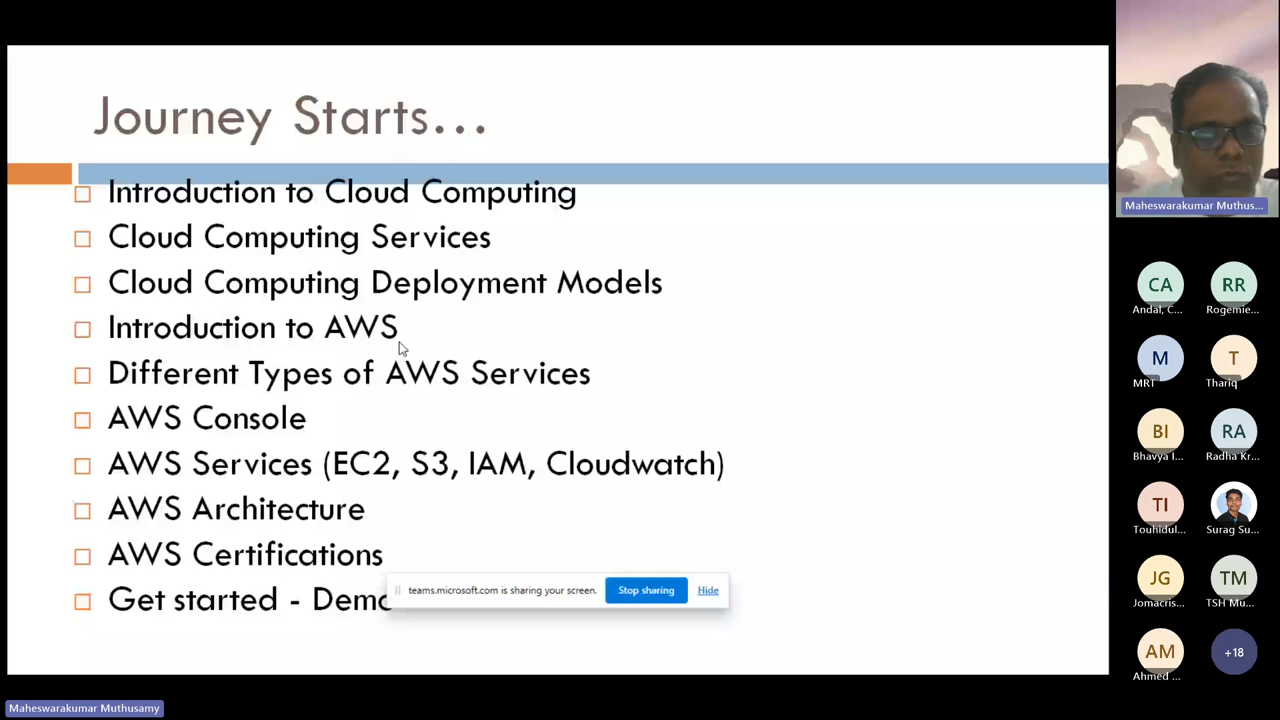 Journey Starts...
Introduction to Cloud Computing
Cloud Computing Services
Cloud Computing Deployment Models
Introduction to AWS
Different Types of AWS Services
AWS Console
AWS Services (EC2, S3, IAM, Cloudwatch)
AWS Architecture
AWS Certifications
Get started - Demo
teams.microsoft.com is sharing your screen.
Stop sharing
Hide
Maheswarakumar Muthusamy
Maheswarakumar Muthus...
CA
RR
Andal, C...
Rogemie...
M
T
MRT
Thariq
BI
RA
Bhavya I...
Radha Kr...
TI
Touhidul...
Surag Su...
JG
TM
Jomacris...
TSH Mu...
AM
+18
Ahmed ...